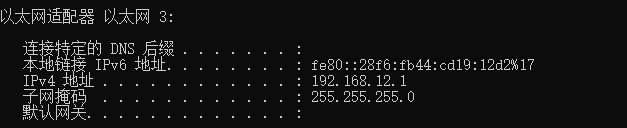 以太网适配器 以太网 3:
连接特定的 DNS 后缀 . . . . . . . :
本地链接 IPv6 地址. . . . . . . . : fe80::28f6:fb44:cd19:12d2%17
IPv4 地址 . . . . . . . . . . . . : 192.168.12.1
子网掩码 . . . . . . . . . . . . : 255.255.255.0
默认网关. . . . . . . . . . . . . :